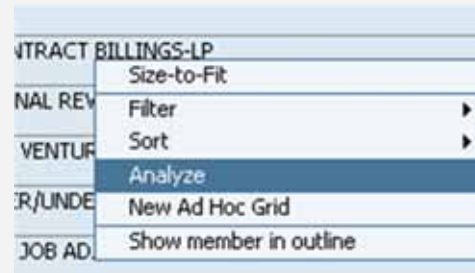 NTRACT BILLINGS-LP
Size-to-Fit
NAL REV
Filter
Sort
VENTUR
Analyze
ER/UNDE
New Ad Hoc Grid
JOB AD
Show member in outline